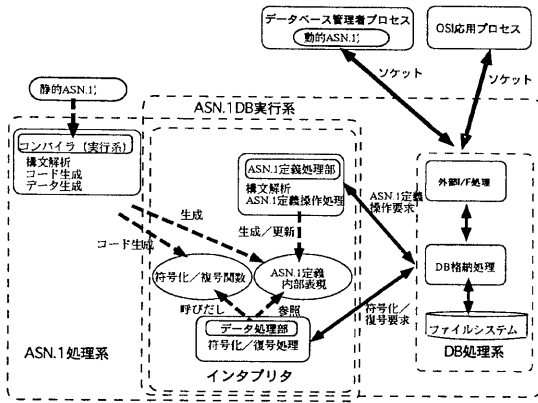 データベース管理者プロセス
動的ASN.1
OSI応用プロセス
ソケット
ソケット
静的ASN.1
ASN.1DB実行系
コンパイラ（実行系）
構文解析
コード生成
データ生成
ASN.1定義処理部
構文解析
ASN.1定義操作処理
外部I/F処理
ASN.1定義
操作要求
生成
生成／更新
コード生成
DB格納処理
符号化／復号関数
ASN.1定義
内部表現
呼びだし
参照
符号化／
復号要求
データ処理部
符号化／復号処理
ファイルシステム
ASN.1処理系
インタプリタ
DB処理系